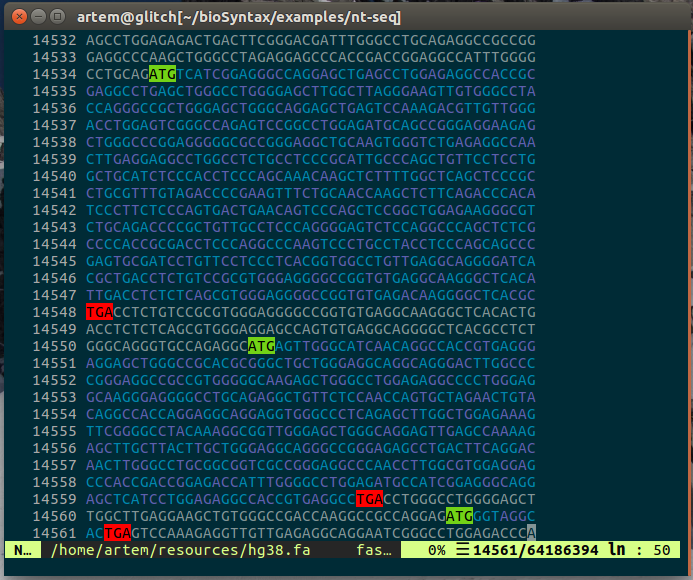 artem@glitch[~/bioSyntax/examples/nt-seq]
14532 AGCCTGGAGAGACTGACTTCGGGACGATTTGGGCCTGCAGAGGCCGCCGG
14533 GAGGCCCAAGCTGGGCCTAGAGGAGCCCACCGACCGGAGGCCATTTGGGG
14534 CCTGCAGATGTCATCGGAGGGCCAGGAGCTGAGCCTGGAGAGGCCACCGC
14535 GAGGCCTGAGCTGGGCCTGGGGAGCTTGGCTTAGGGAAGTTGTGGGCCTA
14536 CCAGGGCCGCTGGGAGCTGGGCAGGAGCTGAGTCCAAAGACGTTGTTGGG
14537 ACCTGGAGTCGGGCCAGAGTCCGGCCTGGAGATGCAGCCGGGAGGAAGAG
14538 CTGGGCCCGGAGGGGGCGCCGGGAGGCTGCAAGTGGGTCTGAGAGGCCAA
14539 CTTGAGGAGGCCTGGCCTCTGCCTCCCGCATTGCCCAGCTGTTCCTCCTG
14540 GCTGCATCTCCCACCTCCCAGCAAACAAGCTCTTTTGGCTCAGCTCCCGC
14541 CTGCGTTTGTAGACCCCGAAGTTTCTGCAACCAAGCTCTTCAGACCCACA
14542 TCCCTTCTCCCAGTGACTGAACAGTCCCAGCTCCGGCTGGAGAAGGGCGT
14543 CTGCAGACCCCGCTGTTGCCTCCCAGGGGAGTCTCCAGGCCCAGCTCTCG
14544 CCCCACCGCGACCTCCCAGGCCCAAGTCCCTGCCTACCTCCCAGCAGCCC
14545 GAGTGCGATCCTGTTCCTCCCTCACGGTGGCCTGTTGAGGCAGGGGATCA
14546 CGCTGACCTCTGTCCGCGTGGGAGGGGCCGGTGTGAGGCAAGGGCTCACA
14547 TTGACCTCTCTCAGCGTGGGAGGGGCCGGTGTGAGACAAGGGGCTCACGC
14548 TGACCTCTGTCCGCGTGGGAGGGGCCGGTGTGAGGCAAGGGCTCACACTG
14549 ACCTCTCTCAGCGTGGGAGGAGCCAGTGTGAGGCAGGGGCTCACGCCTCT
14550 GGGCAGGGTGCCAGAGGCATGAGTTGGGCATCAACAGGCCACCGTGAGGG
14551 AGGAGCTGGGCCGCACGCGGGCTGCTGGGAGGCAGGCAGGGACTTGGCCC
14552 CGGGAGGCCGCCGTGGGGGCAAGAGCTGGGCCTGGAGAGGCCCCTGGGAG
14553 GCAAGGGAGGGGCCTGCAGAGGCTGTTCTCCAACCAGTGCTAGAACTGTA
14554 CAGGCCACCAGGAGGCAGGAGGTGGGCCCTCAGAGCTTGGCTGGAGAAAG
14555 TTCGGGGCCTACAAAGGCGGTTGGGAGCTGGGCAGGAGTTGAGCCAAAAG
14556 AGCTTGCTTACTTGCTGGGAGGCAGGGCCGGGAGAGCCTGACTTCAGGAC
14557 AACTTGGGCCTGCGGCGGTCGCCGGGAGGCCCAACCTTGGCGTGGAGGAG
14558 CCCACCGACCGGAGACCATTTGGGGCCTGGAGATGCCATCGGAGGGCAGG
14559 AGCTCATCCTGGAGAGGCCACCGTGAGGCCTGACCTGGGCCTGGGGAGCT
14560 TGGCTTGAGGAAGCTGTGGGCCGACCAAGGCCGCCAGGAGATGGGTAGGC
14561 ACTGAGTCCAAAGAGGTTGTTGAGAGGCAGGAATCGGGCCTGGAGACCCA
N… /home/artem/resources/hg38.fa fas… 0% ☰14561/64186394 ln : 50